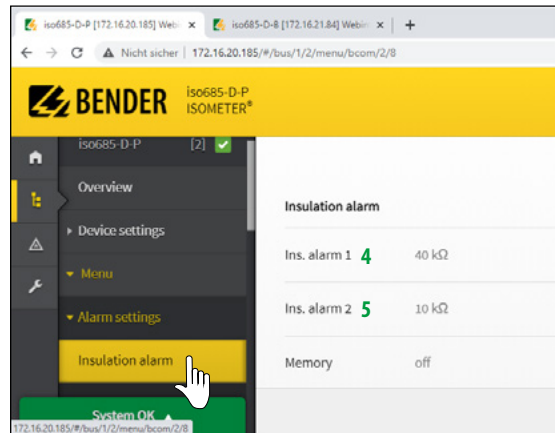 iso685-D-P [172.16.20.185] Webi
iso685-D-B [172.16.21.84] Webin
Nicht sicher | 172.16.20.185/#/bus/1/2/menu/bcom/2/8
BENDER
iso685-D-P
ISOMETER®
iso685-D-P [2]
Overview
Device settings
Menu
Alarm settings
Insulation alarm
System OK
172.16.20.185/#/bus/1/2/menu/bcom/2/8
Insulation alarm
Ins. alarm 1 4 40 kΩ
Ins. alarm 2 5 10 kΩ
Memory off